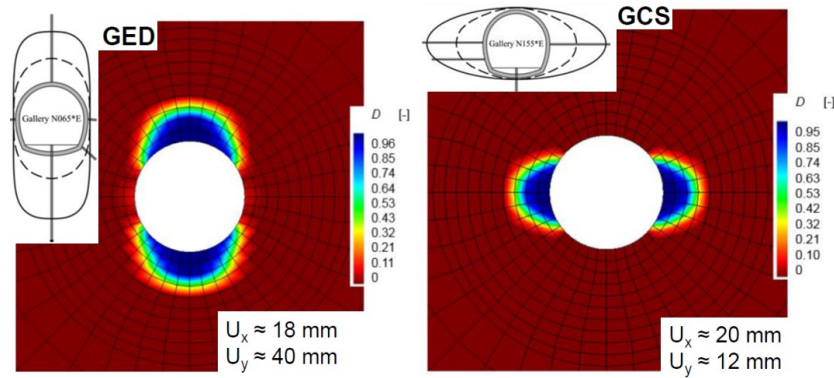 GED
Gallery N065*E
D [-]
0.96
0.85
0.74
0.64
0.53
0.43
0.32
0.21
0.11
0
Uₓ ≈ 18 mm
Uᵧ ≈ 40 mm
GCS
Gallery N155*E
D [-]
0.95
0.85
0.74
0.63
0.53
0.42
0.32
0.21
0.10
0
Uₓ ≈ 20 mm
Uᵧ ≈ 12 mm